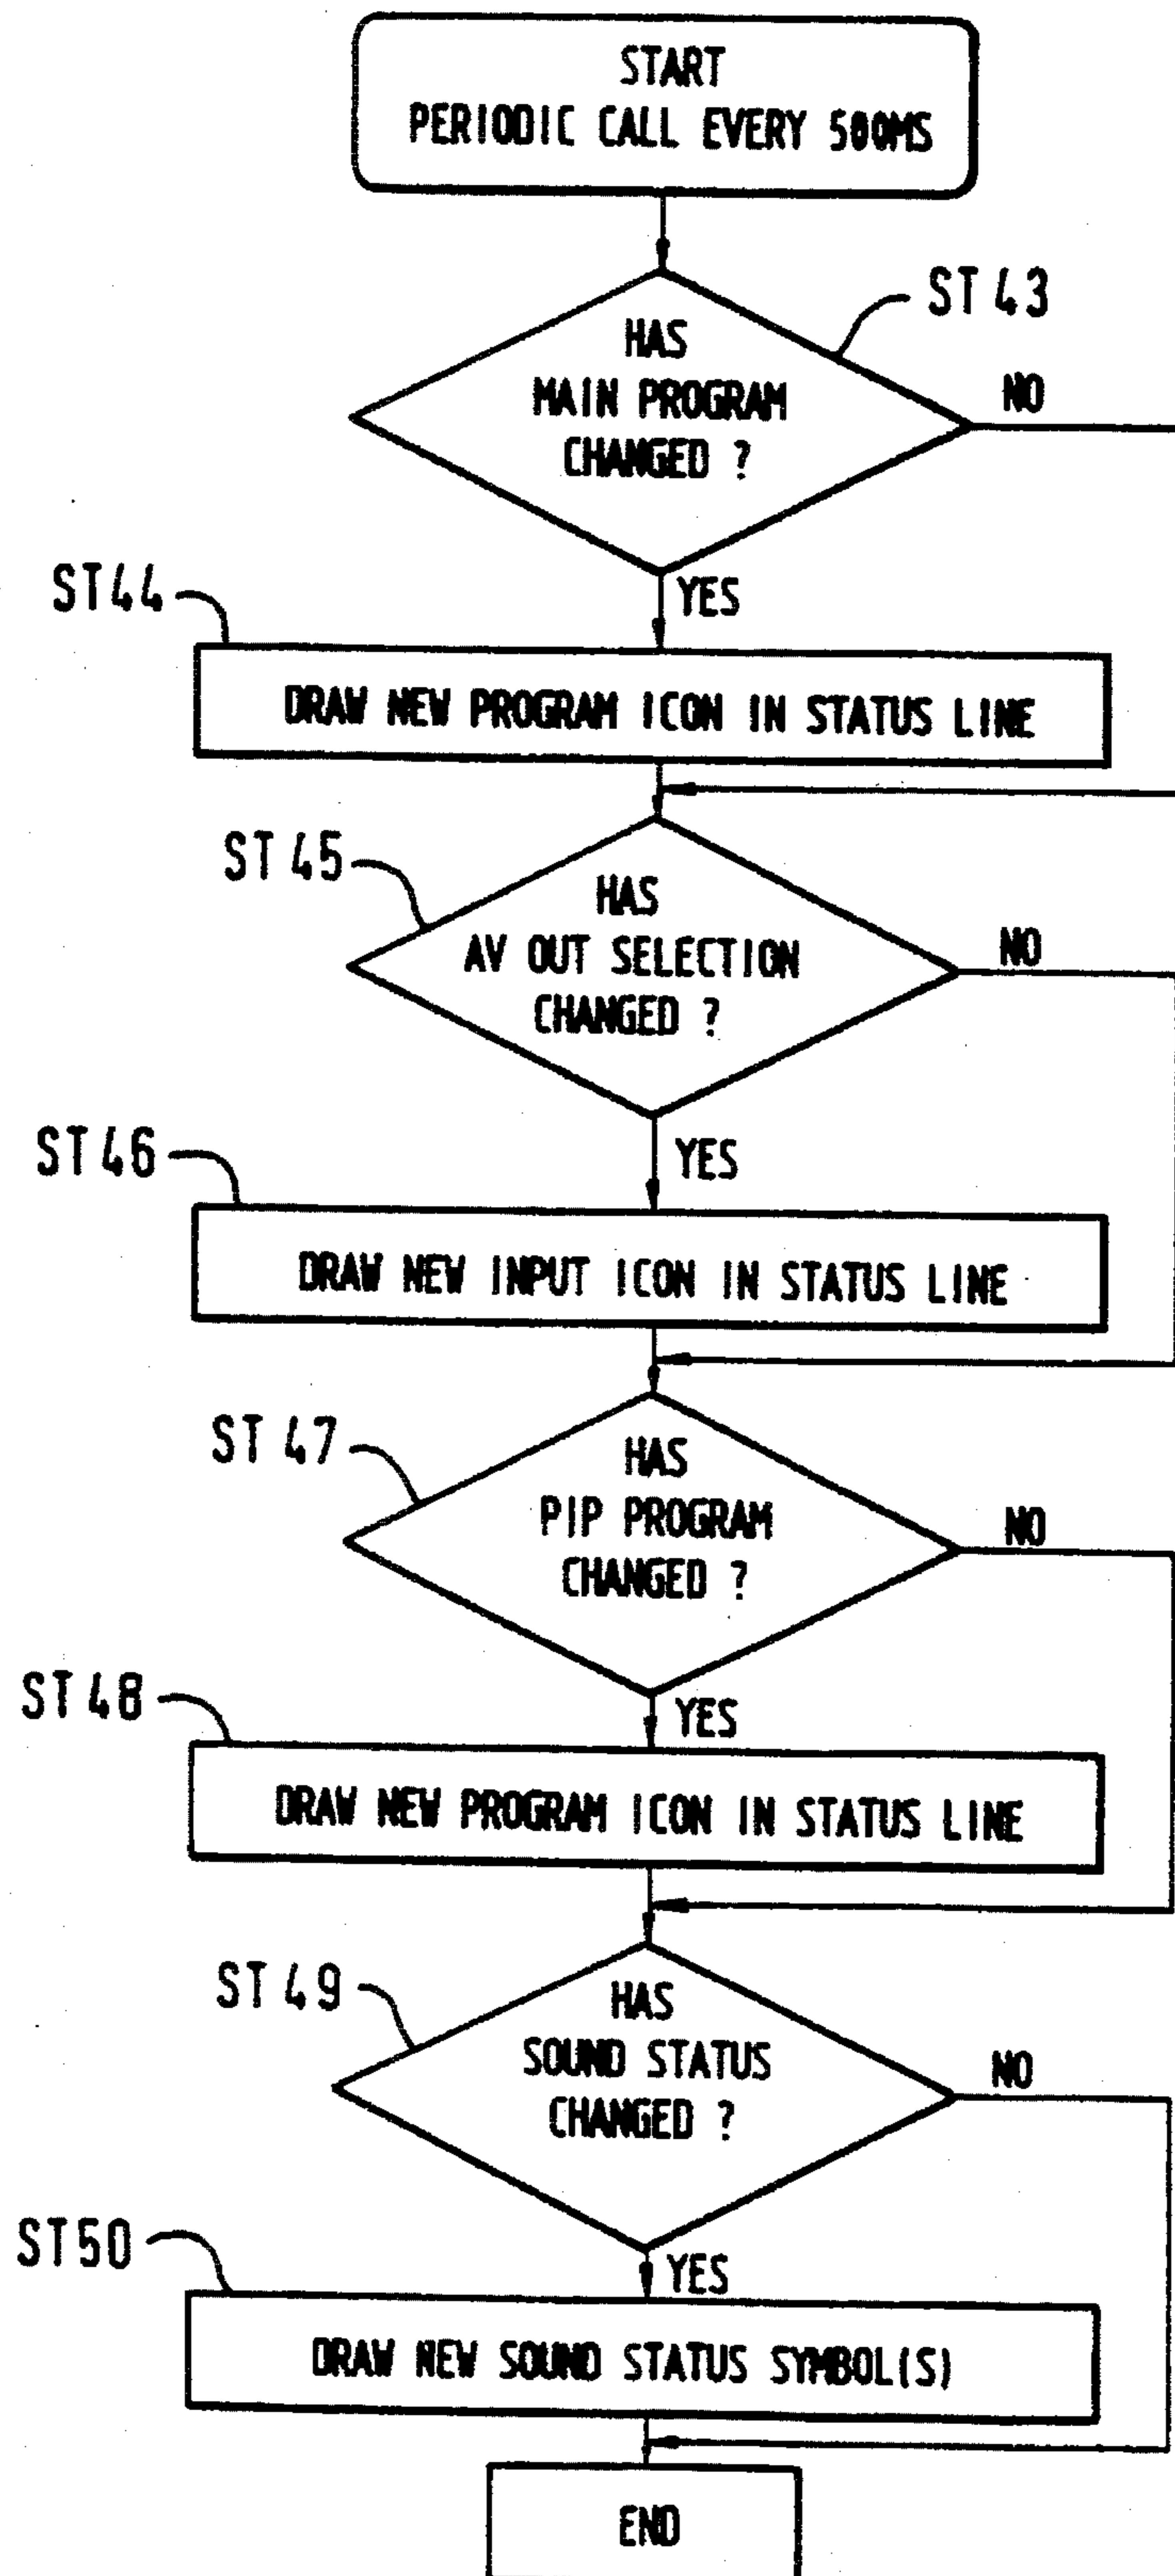 START
PERIODIC CALL EVERY 500MS
ST 43
HAS
MAIN PROGRAM
CHANGED ?
NO
YES
ST44
DRAW NEW PROGRAM ICON IN STATUS LINE
ST 45
HAS
AV OUT SELECTION
CHANGED ?
NO
YES
ST46
DRAW NEW INPUT ICON IN STATUS LINE
ST 47
HAS
PIP PROGRAM
CHANGED ?
NO
YES
ST48
DRAW NEW PROGRAM ICON IN STATUS LINE
ST 49
HAS
SOUND STATUS
CHANGED ?
NO
YES
ST50
DRAW NEW SOUND STATUS SYMBOL(S)
END